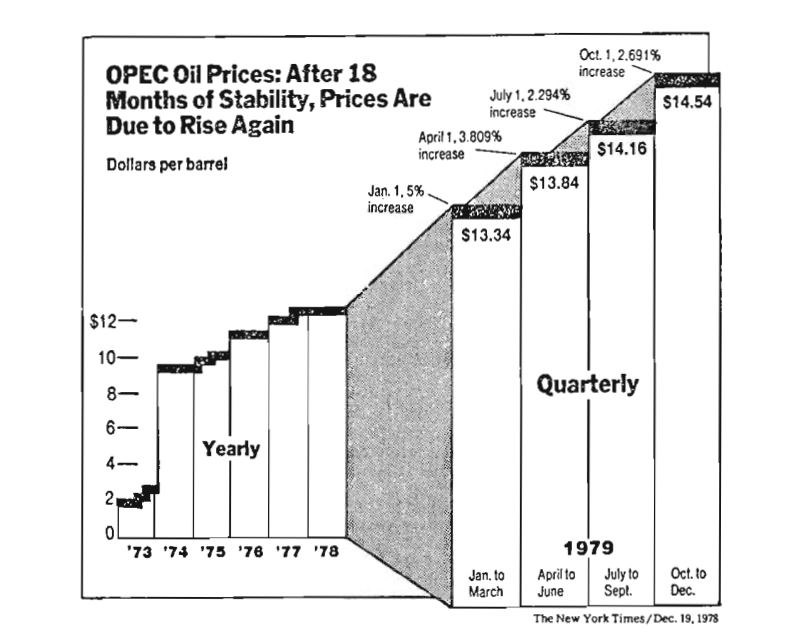 OPEC Oil Prices: After 18
Months of Stability, Prices Are
Due to Rise Again
Dollars per barrel
Oct. 1, 2.691%
increase
July 1, 2.294%
increase
April 1, 3.809%
increase
Jan. 1, 5%
increase
$14.54
$14.16
$13.84
$13.34
$12
10
8
6
4
2
0
Yearly
Quarterly
'73 '74 '75 '76 '77 '78
1979
Jan. to
March
April to
June
July to
Sept.
Oct. to
Dec.
The New York Times/Dec. 19, 1978